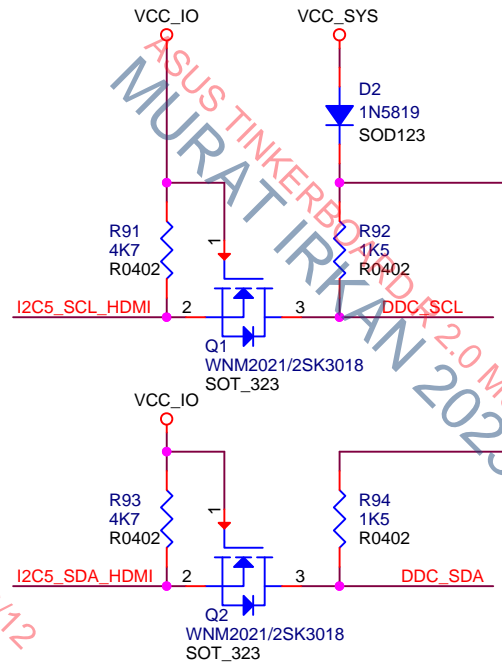 VCC_IO
VCC_SYS
D2
1N5819
SOD123
R91
4K7
R0402
1
R92
1K5
R0402
I2C5_SCL_HDMI
2
3
DDC_SCL
Q1
WNM2021/2SK3018
SOT_323
VCC_IO
R93
4K7
R0402
1
R94
1K5
R0402
I2C5_SDA_HDMI
2
3
DDC_SDA
Q2
WNM2021/2SK3018
SOT_323
ASUS TINKERBOARD R 2.0
MURAT IRKAN 2023
/12